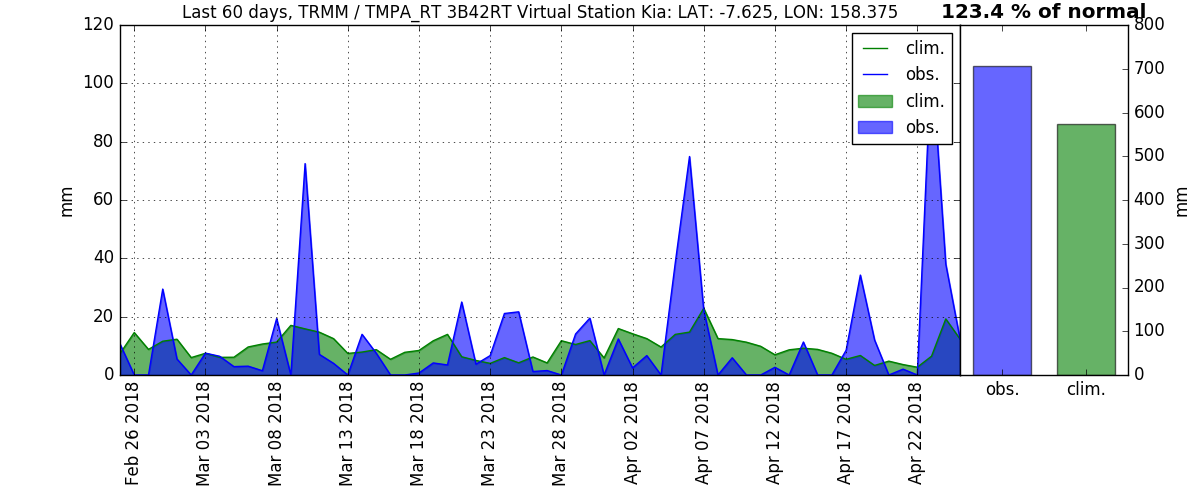 Last 60 days, TRMM / TMPA_RT 3B42RT Virtual Station Kia: LAT: -7.625, LON: 158.375
123.4 % of normal
120
100
80
60
40
20
0
mm
clim.
obs.
clim.
obs.
Feb 26 2018
Mar 03 2018
Mar 08 2018
Mar 13 2018
Mar 18 2018
Mar 23 2018
Mar 28 2018
Apr 02 2018
Apr 07 2018
Apr 12 2018
Apr 17 2018
Apr 22 2018
800
700
600
500
400
300
200
100
0
mm
obs.
clim.